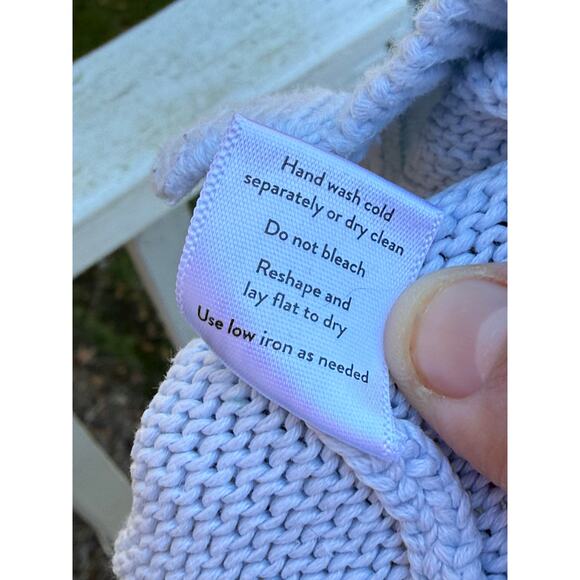 Hand wash cold
separately or dry clean
Do not bleach
Reshape and
lay flat to dry
Use low iron as needed